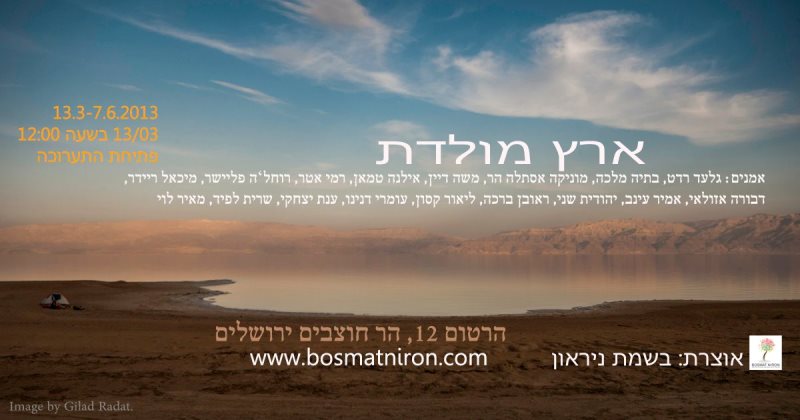 13.3-7.6.2013
13/03 בשעה 12:00
פתיחת התערוכה
ארץ מולדת
אמנים: גלעד רדט, בתיה מלכה, מוניקה אסתלה הר, משה דיין, אילנה טמאן, רמי אטר, רוחל'ה פליישר, מיכאל ריידר,
דבורה אזולאי, אמיר עינב, יהודית שני, ראובן ברכה, ליאור קסון, עומרי דנינו, ענת יצחקי, שרית לפיד, מאיר לוי
הרטום 12, הר חוצבים ירושלים
www.bosmatniron.com
אוצרת: בשמת ניראון
BOSMAT NIRON
Image by Gilad Radat.